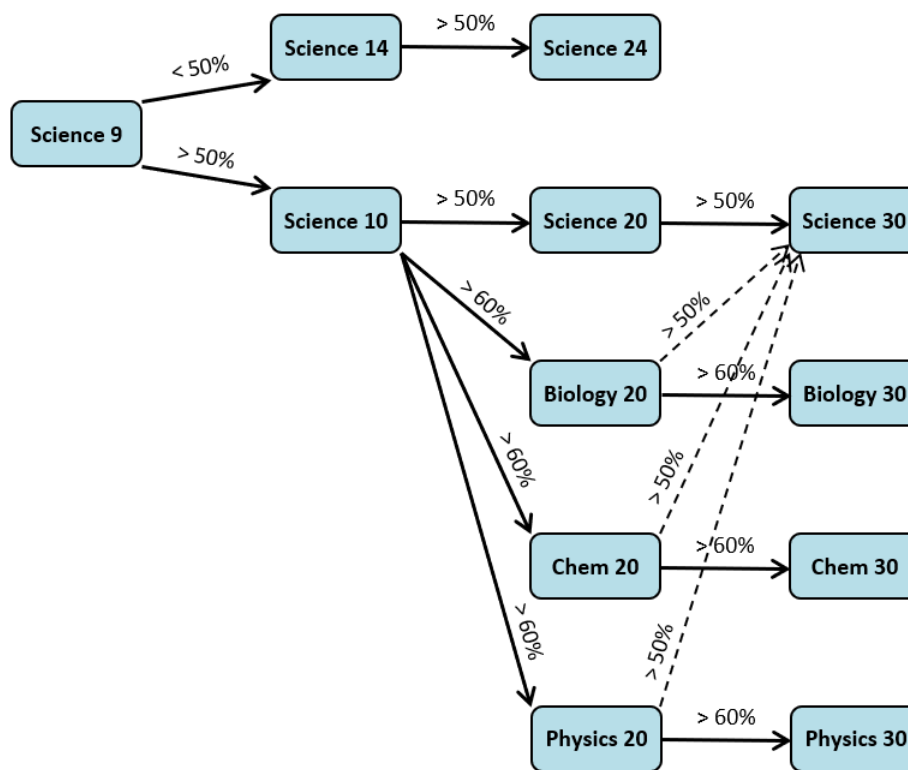 Science 14
> 50%
Science 24
< 50%
Science 9
> 50%
Science 10
> 50%
Science 20
> 50%
Science 30
> 60%
> 50%
Biology 20
> 60%
Biology 30
> 60%
> 50%
Chem 20
> 60%
Chem 30
> 60%
> 50%
Physics 20
> 60%
Physics 30